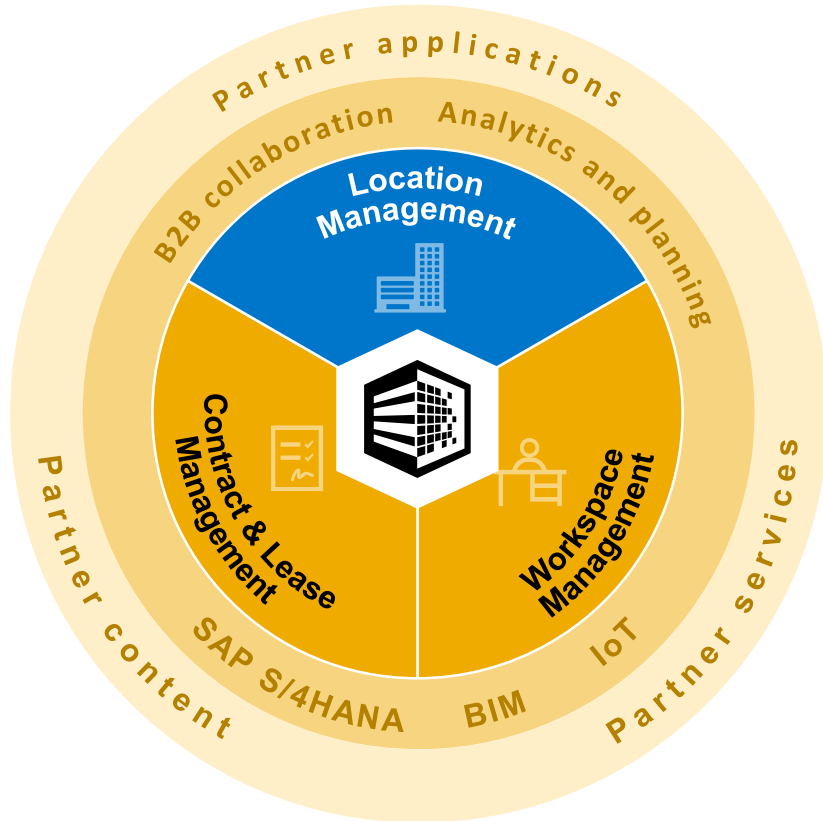 Partner applications
B2B collaboration
Analytics and planning
Location
Management
Contract & Lease
Management
Workspace
Management
SAP S/4HANA
BIM
IoT
Partner content
Partner services